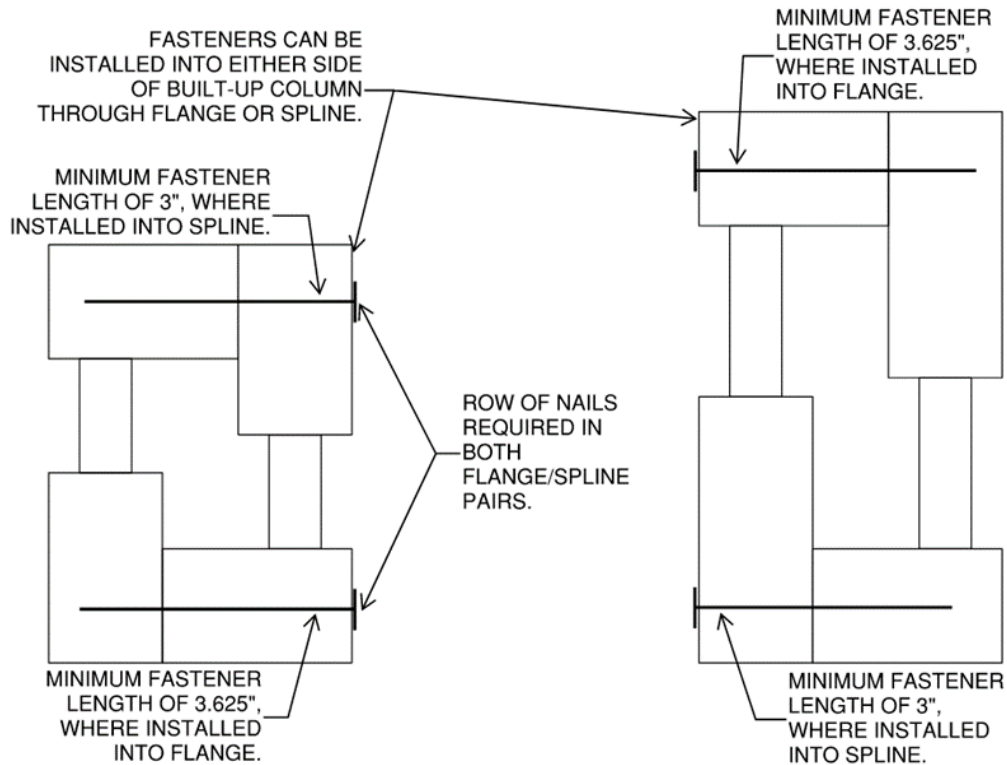 FASTENERS CAN BE
INSTALLED INTO EITHER SIDE
OF BUILT-UP COLUMN
THROUGH FLANGE OR SPLINE.
MINIMUM FASTENER
LENGTH OF 3.625",
WHERE INSTALLED
INTO FLANGE.
MINIMUM FASTENER
LENGTH OF 3", WHERE
INSTALLED INTO SPLINE.
ROW OF NAILS
REQUIRED IN
BOTH
FLANGE/SPLINE
PAIRS.
MINIMUM FASTENER
LENGTH OF 3.625",
WHERE INSTALLED
INTO FLANGE.
MINIMUM FASTENER
LENGTH OF 3",
WHERE INSTALLED
INTO SPLINE.